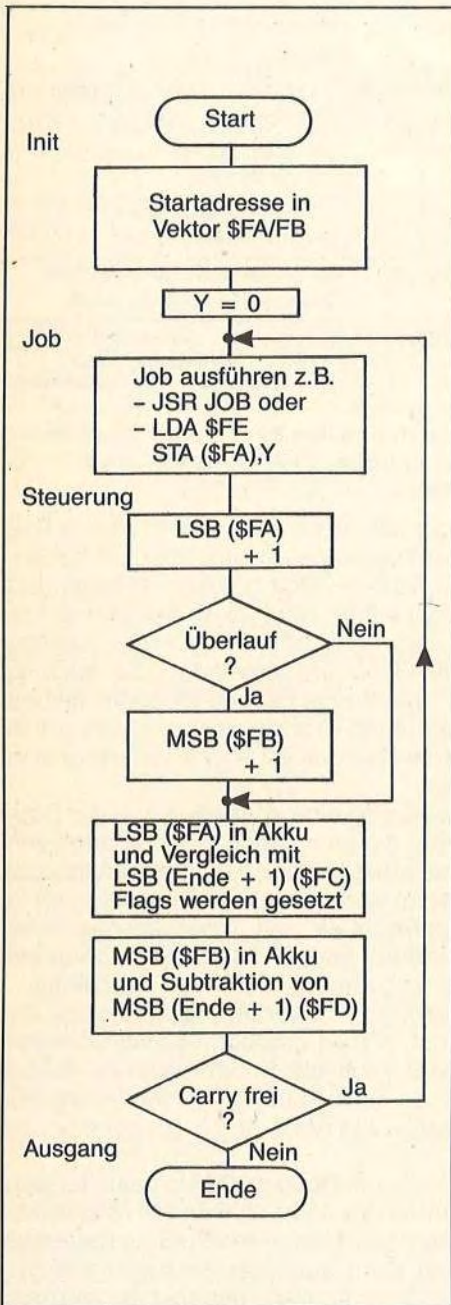 Start
Init
Startadresse in
Vektor $FA/FB
Y = 0
Job
Job ausführen z.B.
– JSR JOB oder
– LDA $FE
STA ($FA),Y
Steuerung
LSB ($FA)
+ 1
Überlauf
?
Nein
Ja
MSB ($FB)
+ 1
LSB ($FA) in Akku
und Vergleich mit
LSB (Ende + 1) ($FC)
Flags werden gesetzt
MSB ($FB) in Akku
und Subtraktion von
MSB (Ende + 1) ($FD)
Carry frei
?
Ja
Nein
Ausgang
Ende